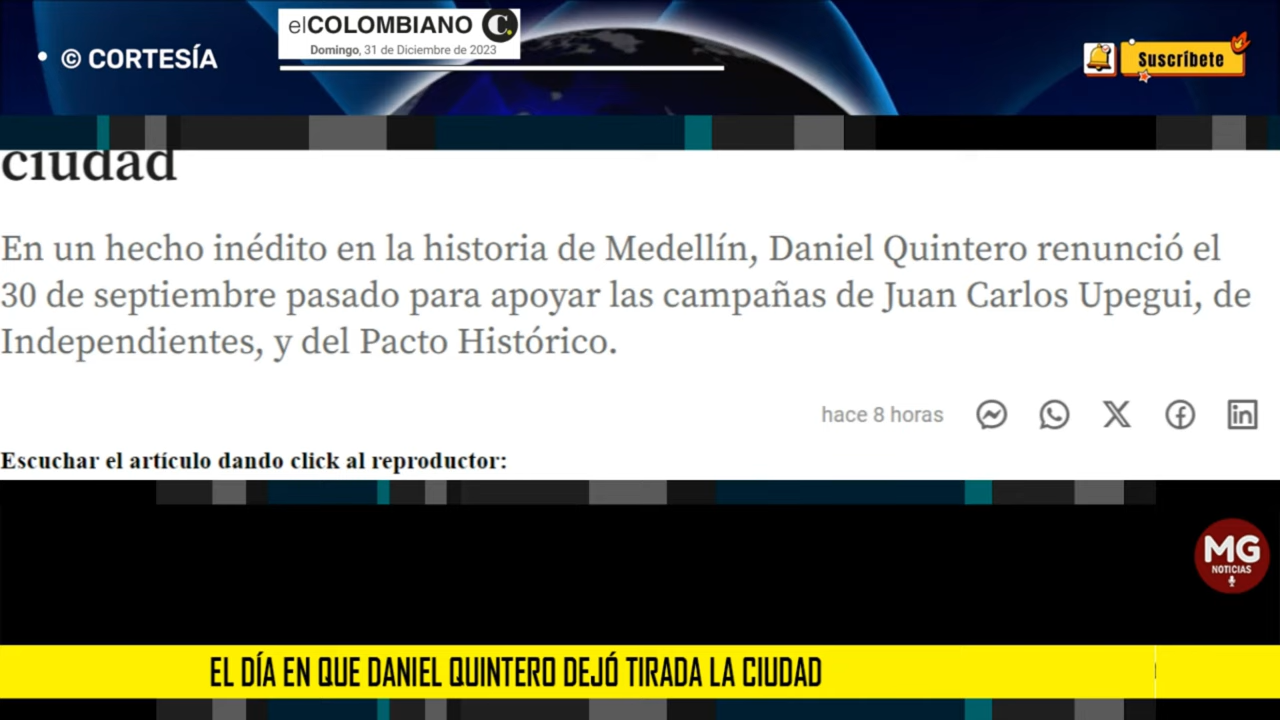 elCOLOMBIANO C.
Domingo, 31 de Diciembre de 2023
• © CORTESÍA
Suscríbete
ciudad
En un hecho inédito en la historia de Medellín, Daniel Quintero renunció el
30 de septiembre pasado para apoyar las campañas de Juan Carlos Upegui, de
Independientes, y del Pacto Histórico.
hace 8 horas
Escuchar el artículo dando click al reproductor:
MG
NOTICIAS
EL DÍA EN QUE DANIEL QUINTERO DEJÓ TIRADA LA CIUDAD